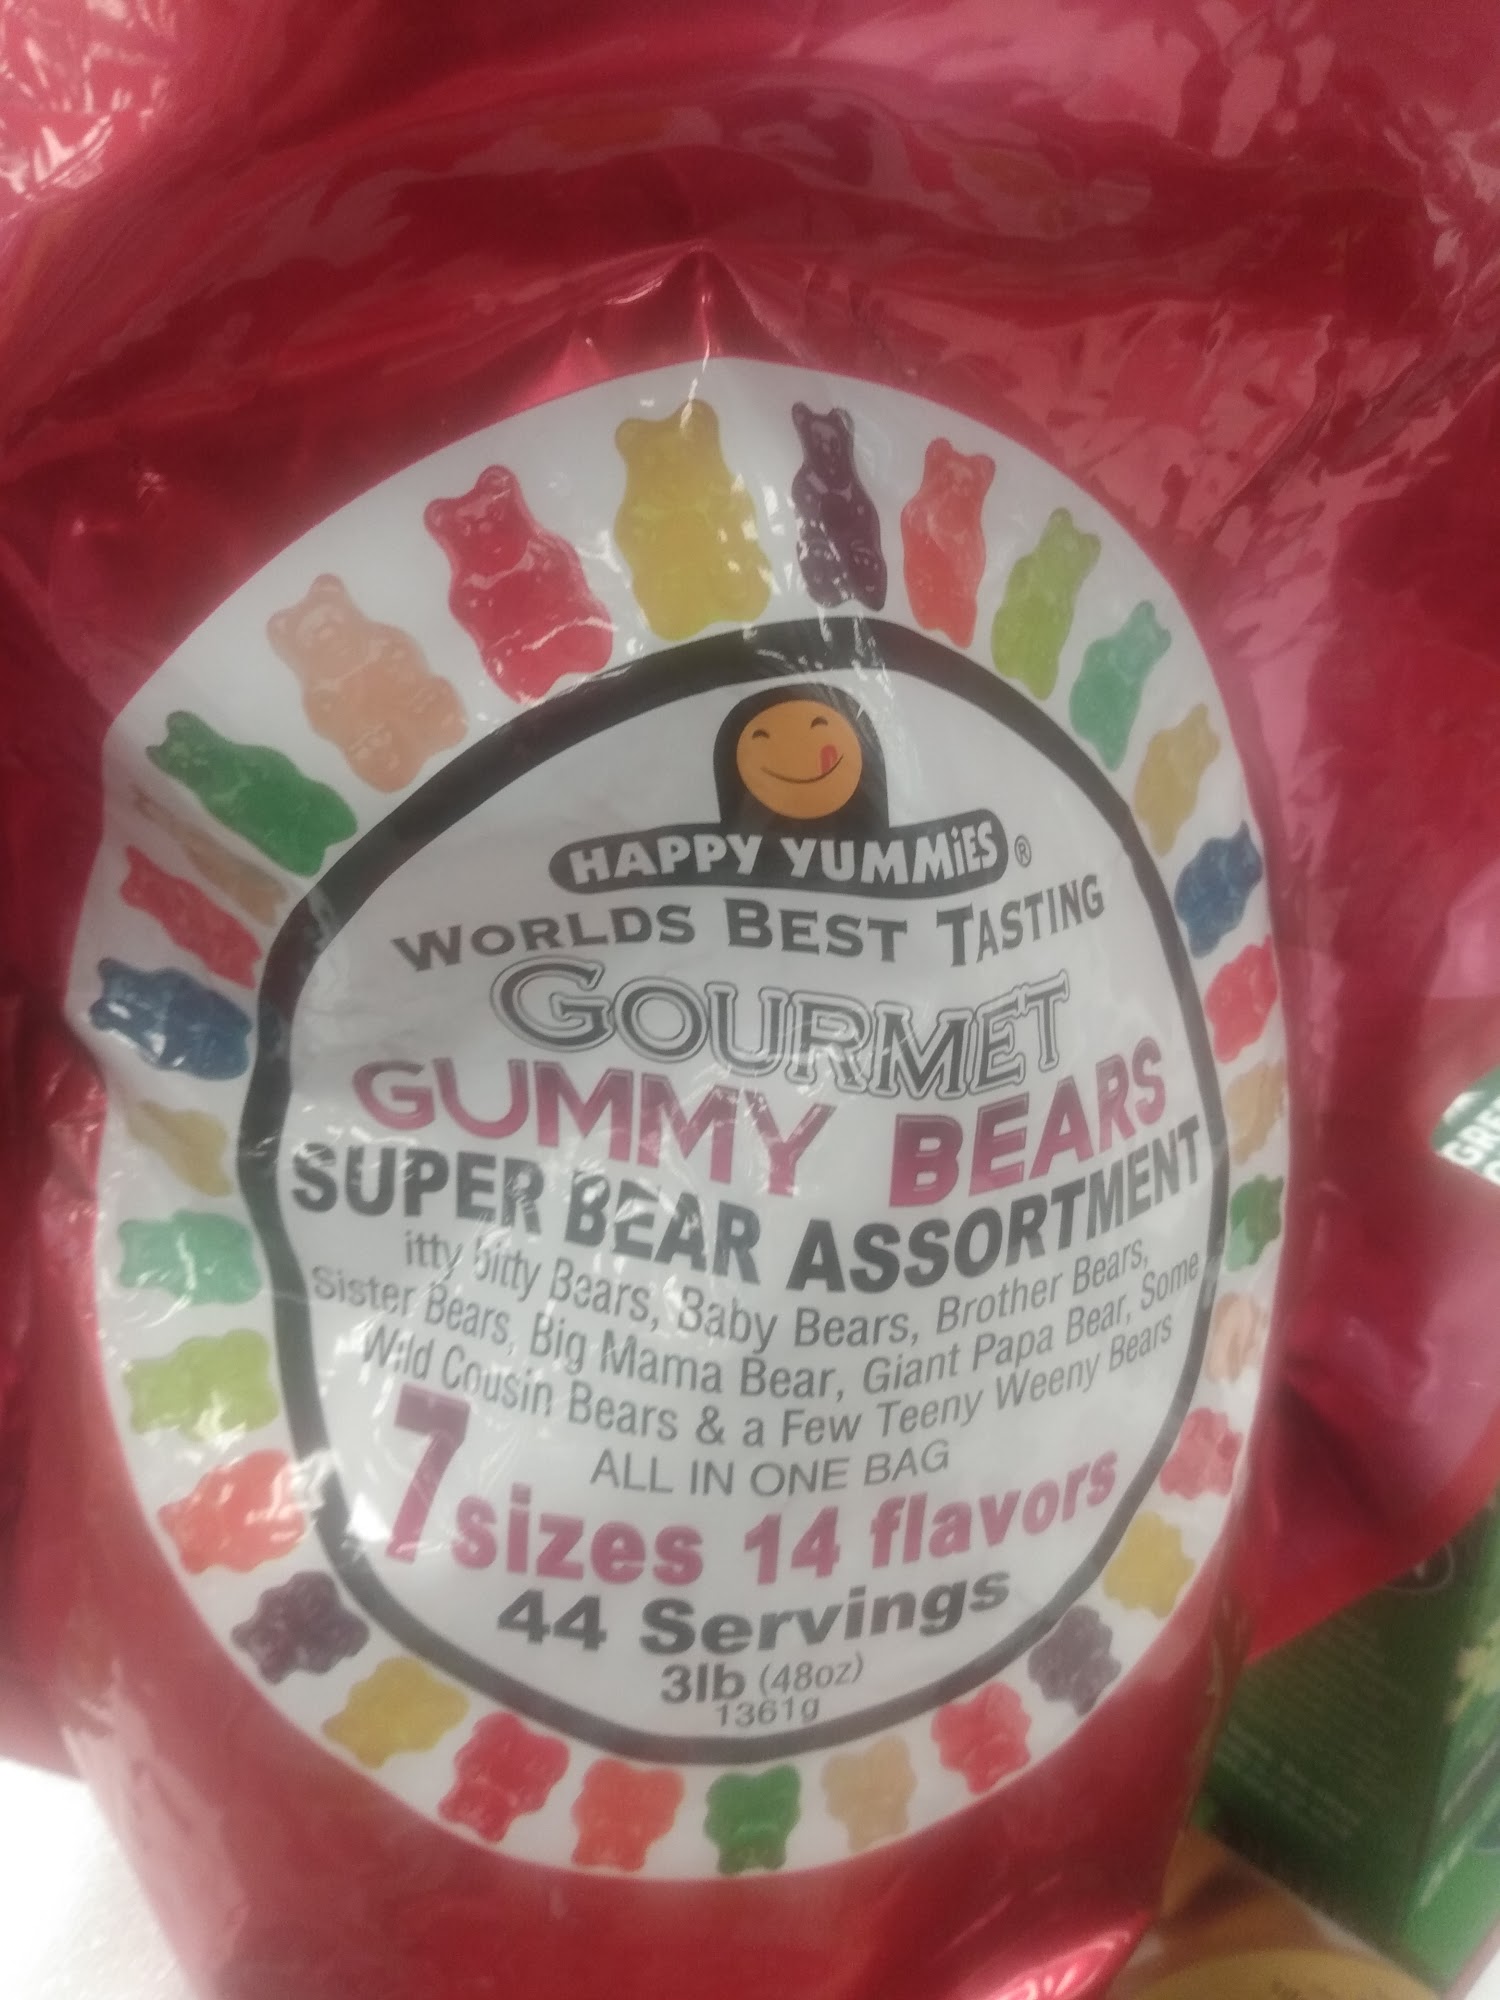 HAPPY YUMMiES ®
WORLDS BEST TASTING
GOURMET
GUMMY BEARS
SUPER BEAR ASSORTMENT
itty bitty Bears, Baby Bears, Brother Bears,
Sister Bears, Big Mama Bear, Giant Papa Bear, Some
Wild Cousin Bears & a Few Teeny Weeny Bears
ALL IN ONE BAG
7 sizes 14 flavors
44 Servings
3lb (48oz)
1361g